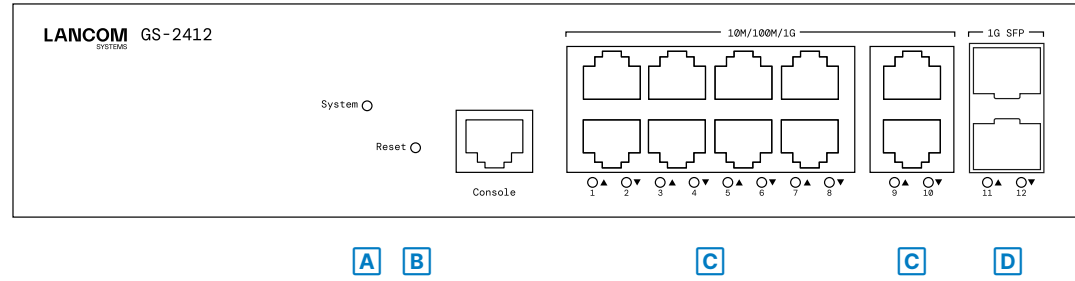 LANCOM SYSTEMS GS-2412
10M/100M/1G 1G SFP
System
Reset
Console
1▲ 2▼ 3▲ 4▼ 5▲ 6▼ 7▲ 8▼ 9▲ 10▼ 11▲ 12▼
A B C C D